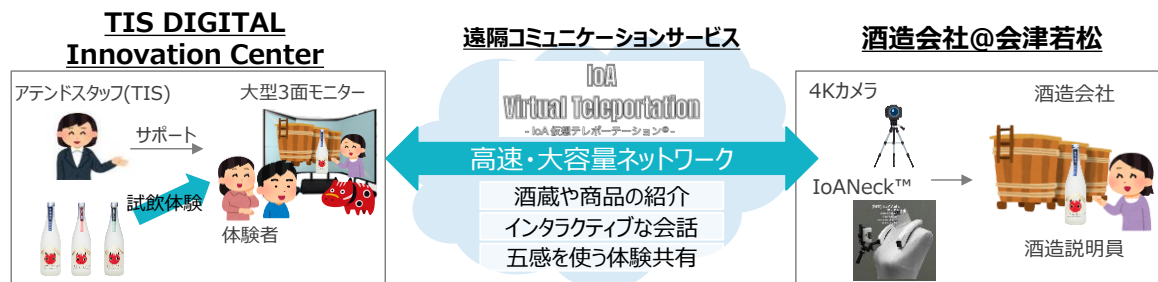 TIS DIGITAL
Innovation Center
アテンドスタッフ(TIS)
大型3面モニター
サポート
試飲体験
体験者
遠隔コミュニケーションサービス
IoA
Virtual Teleportation
- IoA 仮想テレポーテーション® -
高速・大容量ネットワーク
酒蔵や商品の紹介
インタラクティブな会話
五感を使う体験共有
酒造会社@会津若松
4Kカメラ
酒造会社
IoANeck™
酒造説明員